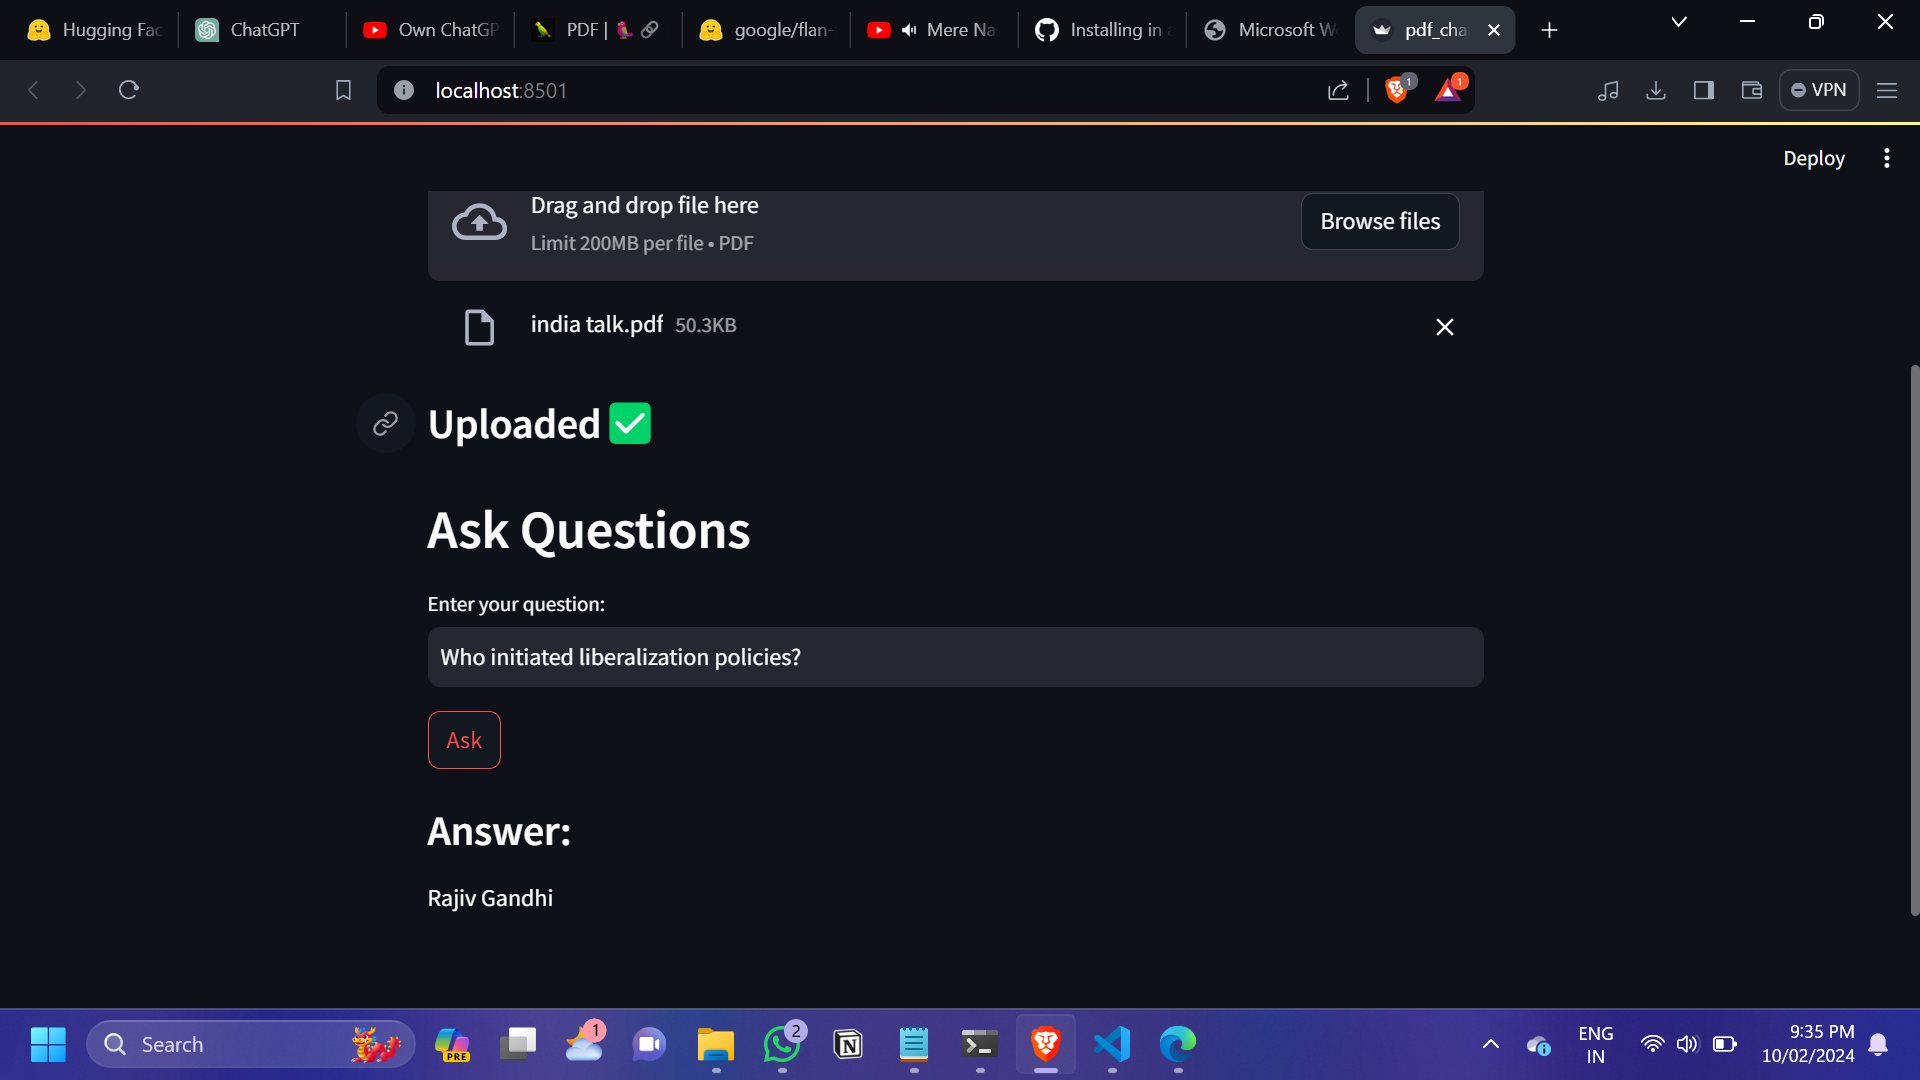 Hugging Fac
ChatGPT
Own ChatGP
PDF |
google/flan-
Mere Na
Installing in a
Microsoft W
pdf_cha
localhost:8501
1
1
VPN
Deploy
Drag and drop file here
Limit 200MB per file • PDF
Browse files
india talk.pdf 50.3KB
Uploaded ✅
Ask Questions
Enter your question:
Who initiated liberalization policies?
Ask
Answer:
Rajiv Gandhi
Search
PRE
1
2
ENG
IN
9:35 PM
10/02/2024